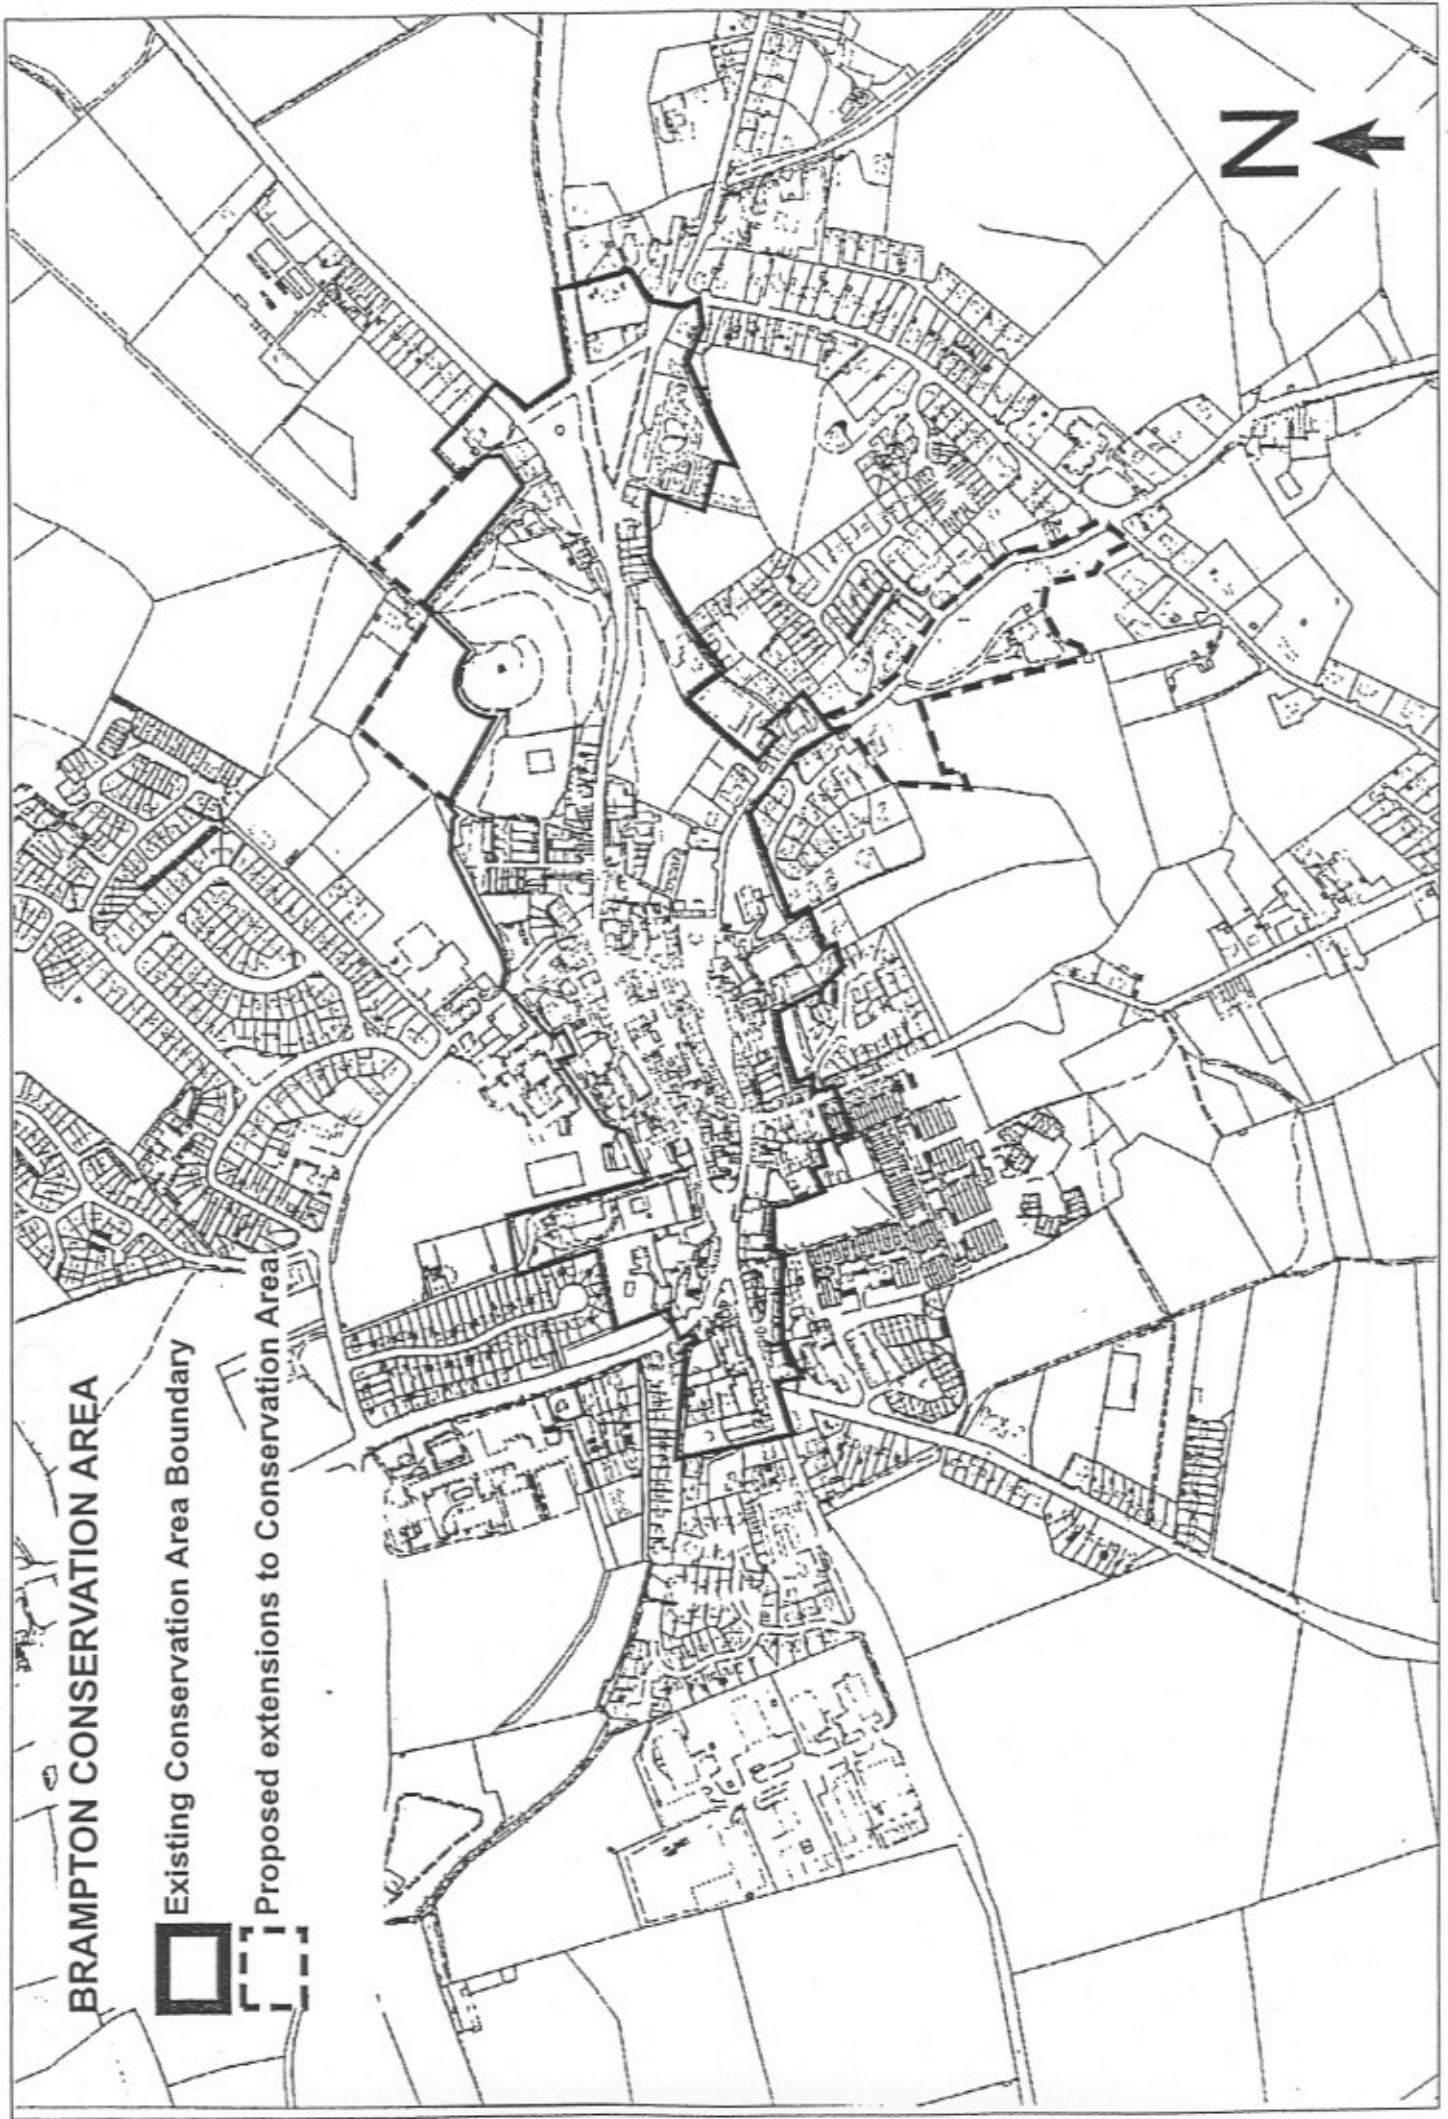 BRAMPTON CONSERVATION AREA
Existing Conservation Area Boundary
Proposed extensions to Conservation Area
N